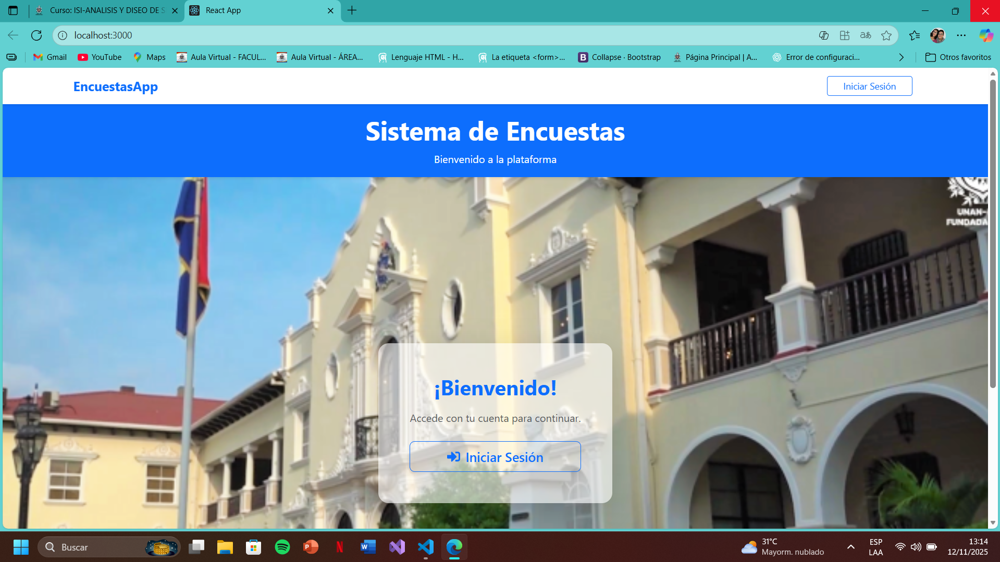 Curso: ISI-ANALISIS Y DISEO DE S
React App
localhost:3000
Gmail
YouTube
Maps
Aula Virtual - FACUL...
Aula Virtual - ÁREA...
Lenguaje HTML - H...
La etiqueta <form>...
Collapse · Bootstrap
Página Principal | A...
Error de configuraci...
Otros favoritos
EncuestasApp
Iniciar Sesión
Sistema de Encuestas
Bienvenido a la plataforma
UNAN-
FUNDADA
¡Bienvenido!
Accede con tu cuenta para continuar.
Iniciar Sesión
Buscar
31°C
Mayorm. nublado
ESP
LAA
13:14
12/11/2025